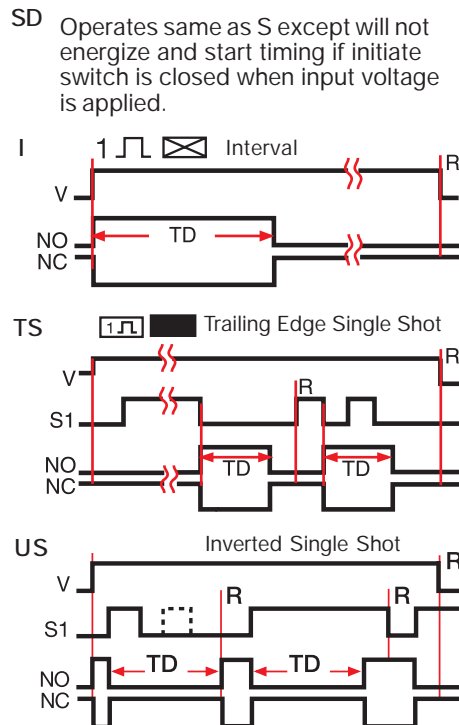 SD Operates same as S except will not
energize and start timing if initiate
switch is closed when input voltage
is applied.
I 1 Interval
R
V
TD
NO
NC
TS 1 Trailing Edge Single Shot
R
V
R
S1
NO
TD TD
NC
US Inverted Single Shot
R
V
R R
S1
TD TD
NO
NC